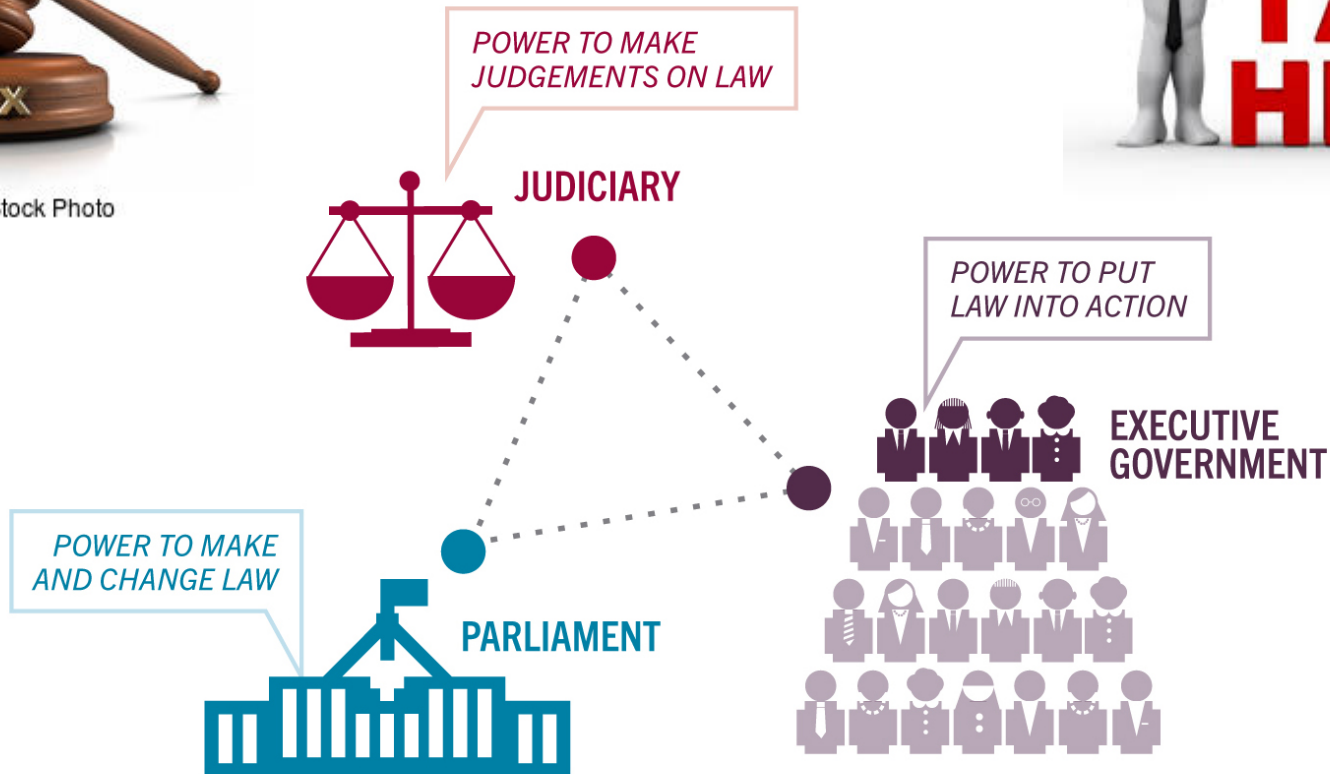 POWER TO MAKE
JUDGEMENTS ON LAW
X
Stock Photo
JUDICIARY
POWER TO PUT
LAW INTO ACTION
EXECUTIVE
GOVERNMENT
POWER TO MAKE
AND CHANGE LAW
PARLIAMENT